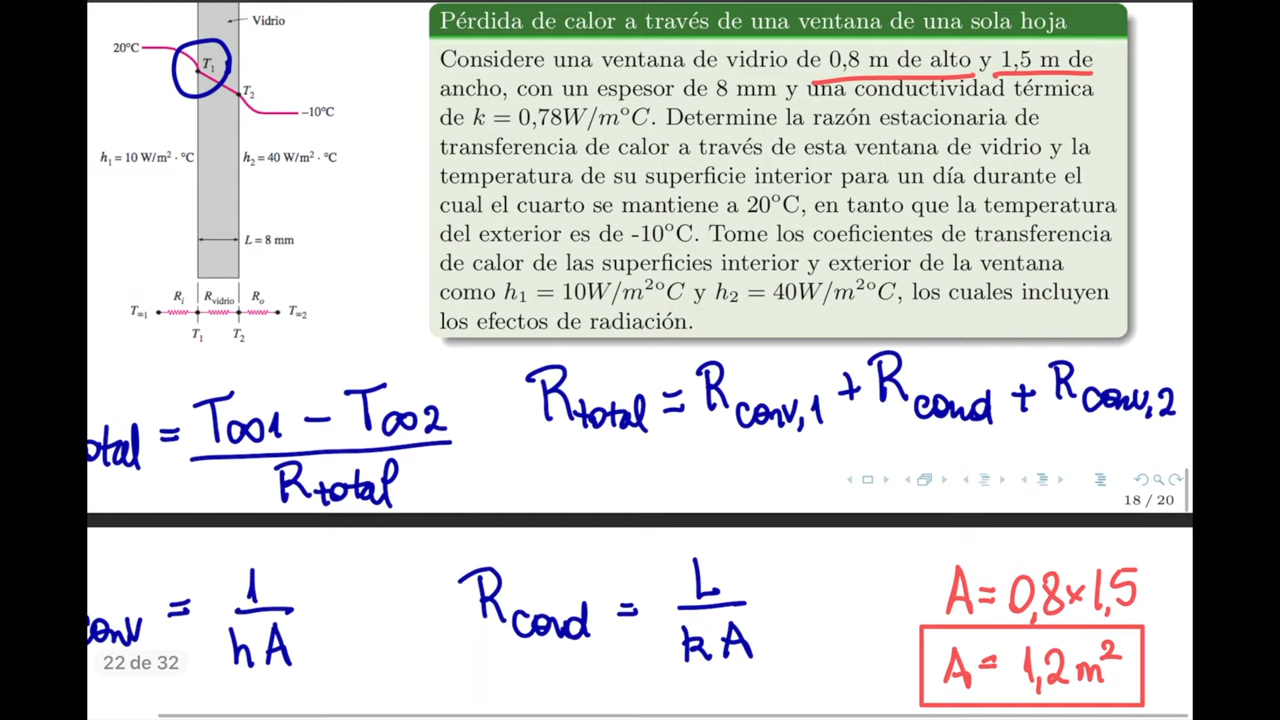 Vidrio
20°C
T1
T2
−10°C
h1 = 10 W/m² · °C
h2 = 40 W/m² · °C
L = 8 mm
Ri Rvidrio Ro
T∞1 T∞2
T1 T2
Pérdida de calor a través de una ventana de una sola hoja
Considere una ventana de vidrio de 0,8 m de alto y 1,5 m de
ancho, con un espesor de 8 mm y una conductividad térmica
de k = 0,78W/m°C. Determine la razón estacionaria de
transferencia de calor a través de esta ventana de vidrio y la
temperatura de su superficie interior para un día durante el
cual el cuarto se mantiene a 20°C, en tanto que la temperatura
del exterior es de -10°C. Tome los coeficientes de transferencia
de calor de las superficies interior y exterior de la ventana
como h1 = 10W/m²°C y h2 = 40W/m²°C, los cuales incluyen
los efectos de radiación.
otal = T∞1 − T∞2 / Rtotal
Rtotal = Rconv,1 + Rcond + Rconv,2
18 / 20
onv = 1 / hA
Rcond = L / kA
A = 0,8 × 1,5
A = 1,2 m²
22 de 32